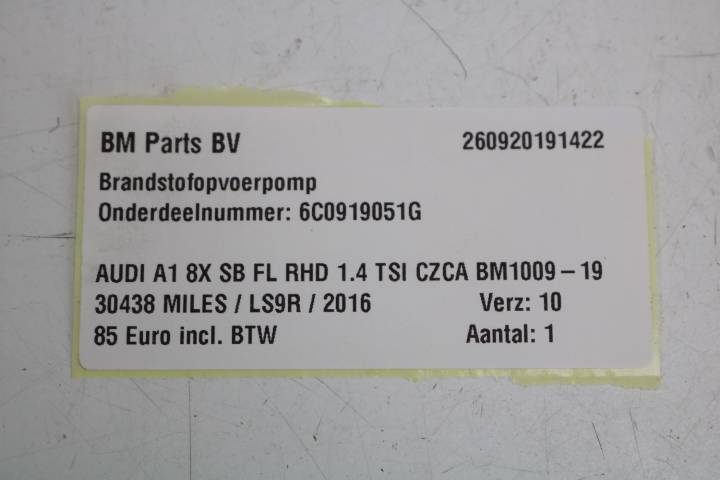 BM Parts BV 260920191422
Brandstofopvoerpomp
Onderdeelnummer: 6C0919051G
AUDI A1 8X SB FL RHD 1.4 TSI CZCA BM1009 – 19
30438 MILES / LS9R / 2016 Verz: 10
85 Euro incl. BTW Aantal: 1